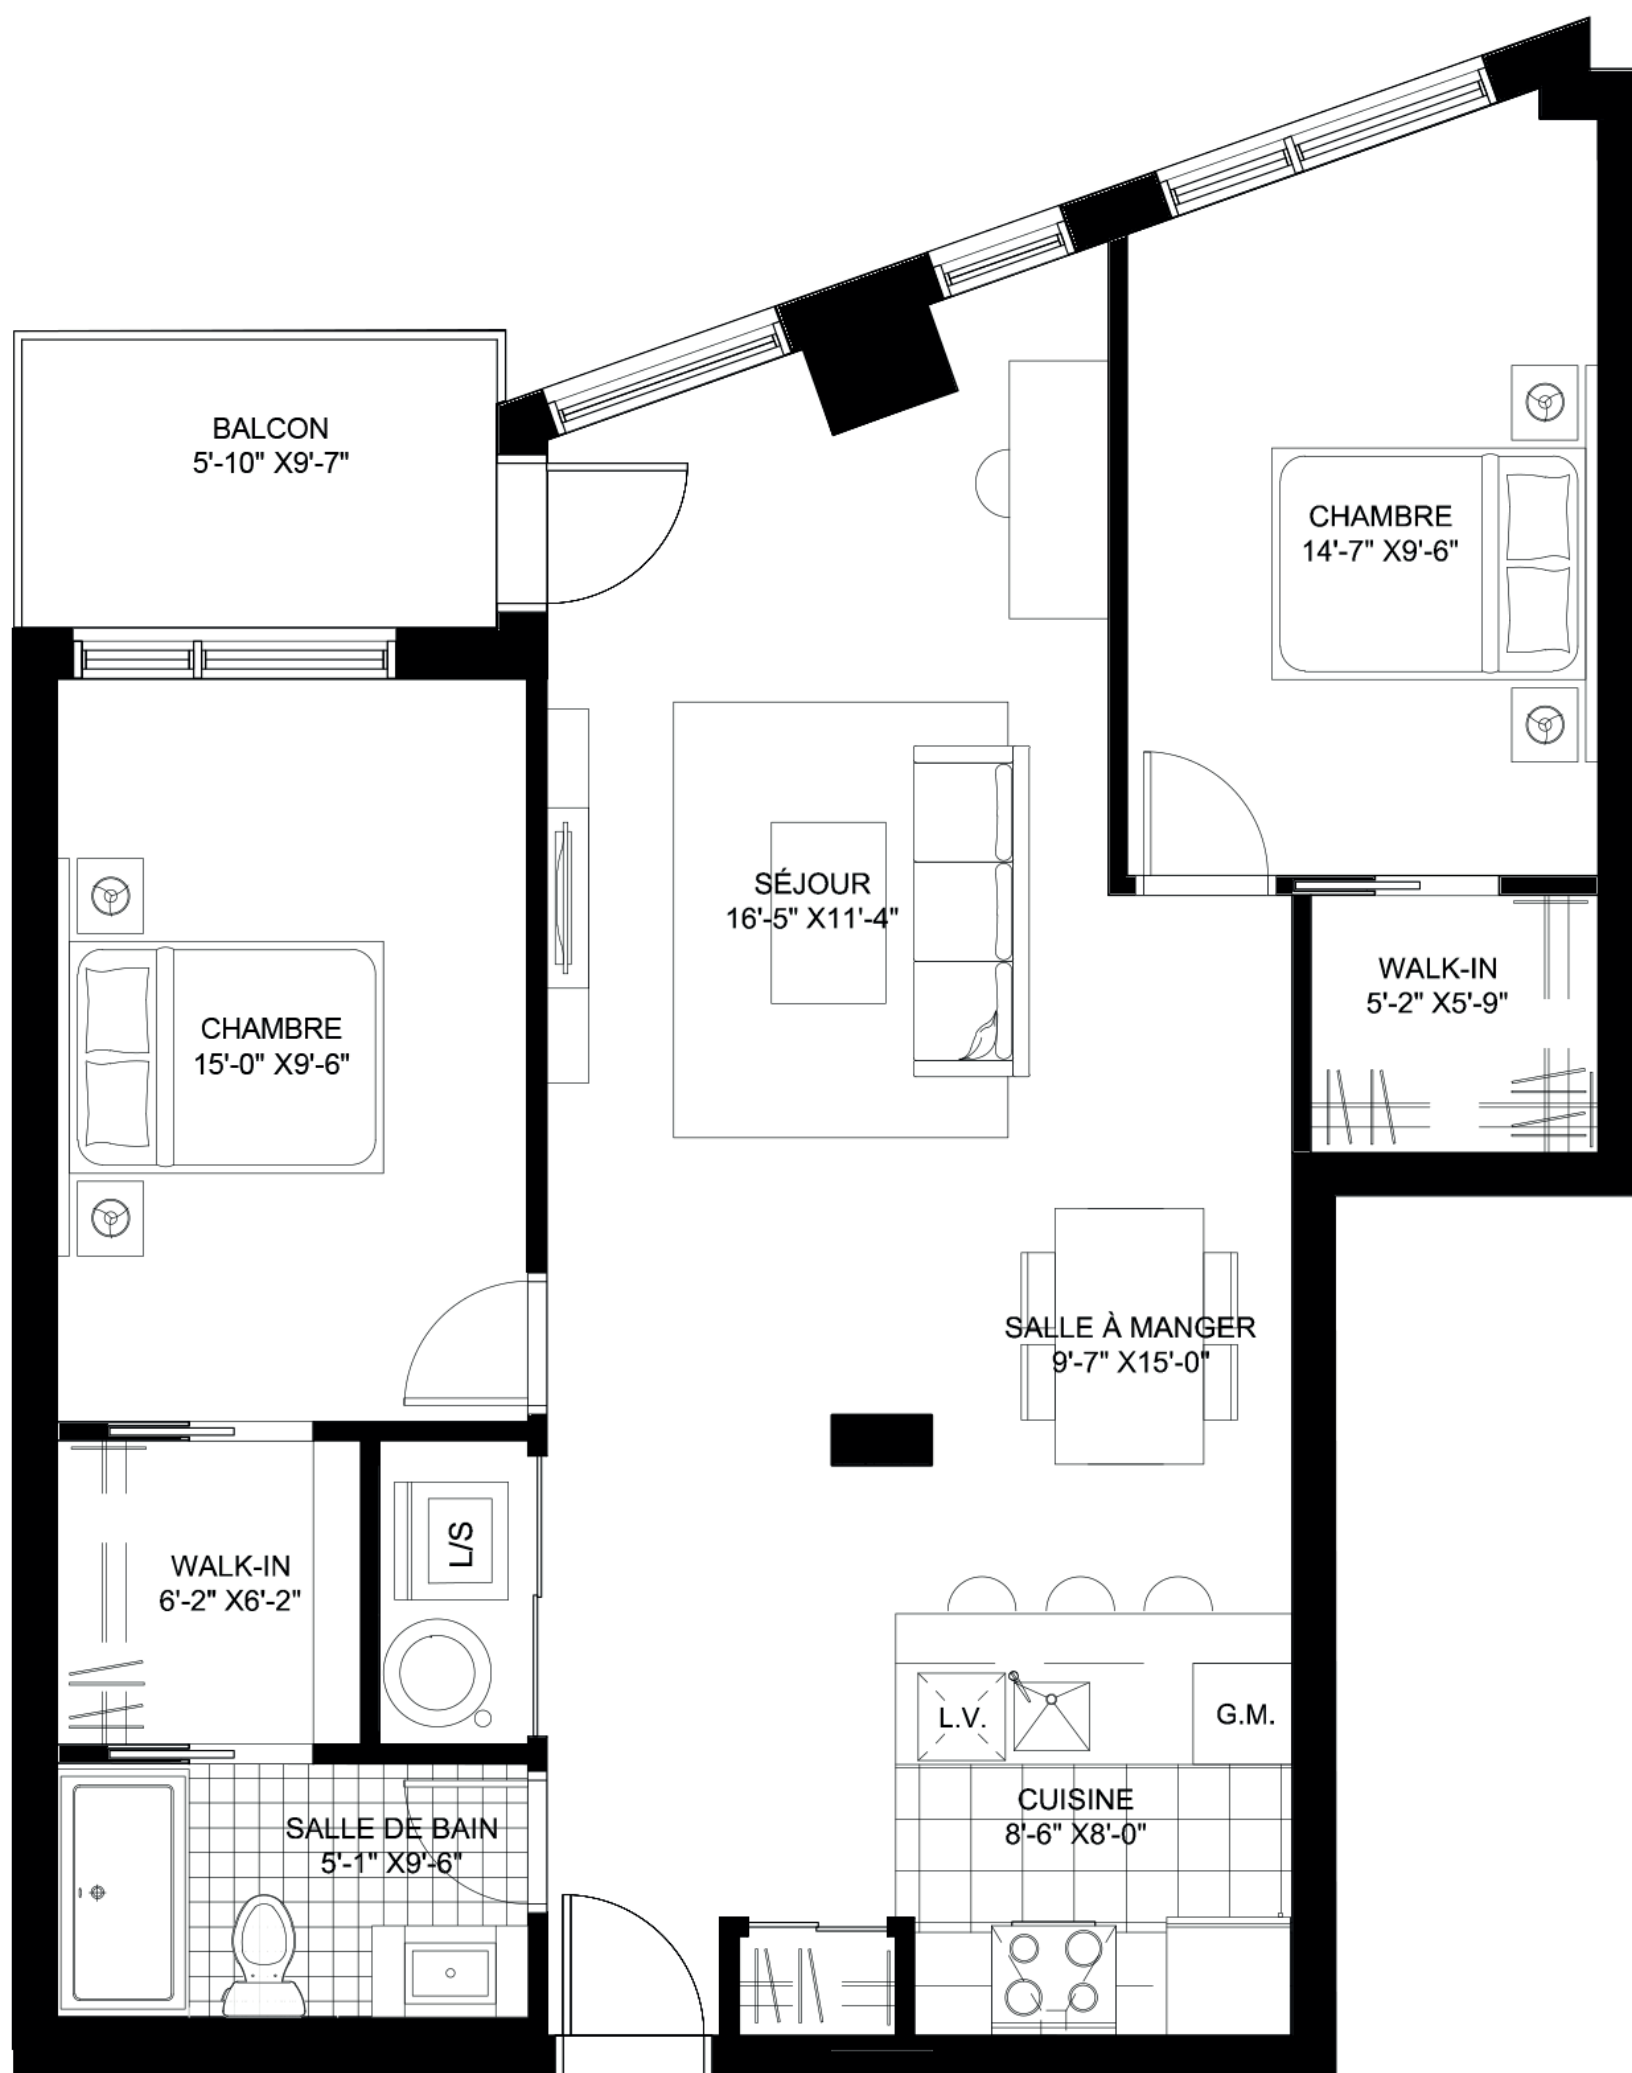 BALCON
5'-10" X9'-7"
CHAMBRE
14'-7" X9'-6"
SÉJOUR
16'-5" X11'-4"
WALK-IN
5'-2" X5'-9"
CHAMBRE
15'-0" X9'-6"
SALLE À MANGER
9'-7" X15'-0"
L/S
WALK-IN
6'-2" X6'-2"
L.V.
G.M.
CUISINE
8'-6" X8'-0"
SALLE DE BAIN
5'-1" X9'-6"